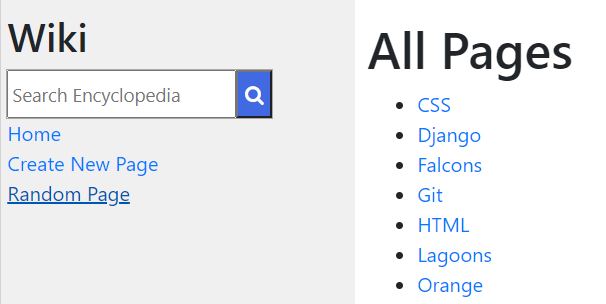 Wiki
Search Encyclopedia
Home
Create New Page
Random Page
All Pages
CSS
Django
Falcons
Git
HTML
Lagoons
Orange